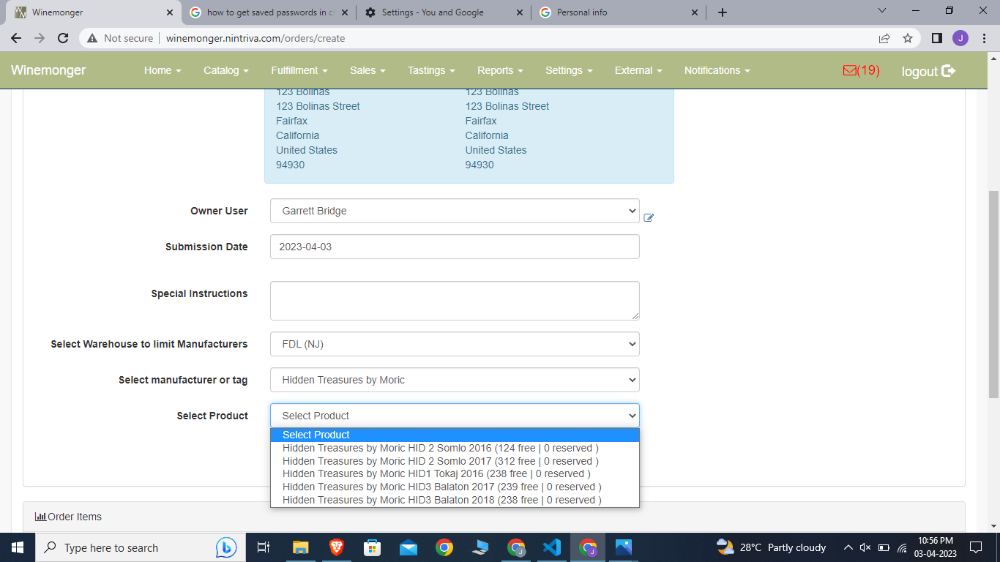 Winemonger
how to get saved passwords in cl
Settings - You and Google
Personal info
Not secure
winemonger.nintriva.com/orders/create
J
Winemonger
Home
Catalog
Fulfillment
Sales
Tastings
Reports
Settings
External
Notifications
(19)
logout
123 Bolinas
123 Bolinas
123 Bolinas Street
123 Bolinas Street
Fairfax
Fairfax
California
California
United States
United States
94930
94930
Owner User
Garrett Bridge
Submission Date
2023-04-03
Special Instructions
Select Warehouse to limit Manufacturers
FDL (NJ)
Select manufacturer or tag
Hidden Treasures by Moric
Select Product
Select Product
Select Product
Hidden Treasures by Moric HID 2 Somlo 2016 (124 free | 0 reserved )
Hidden Treasures by Moric HID 2 Somlo 2017 (312 free | 0 reserved )
Hidden Treasures by Moric HID1 Tokaj 2016 (238 free | 0 reserved )
Hidden Treasures by Moric HID3 Balaton 2017 (239 free | 0 reserved )
Hidden Treasures by Moric HID3 Balaton 2018 (238 free | 0 reserved )
Order Items
Type here to search
28°C Partly cloudy
10:56 PM
03-04-2023